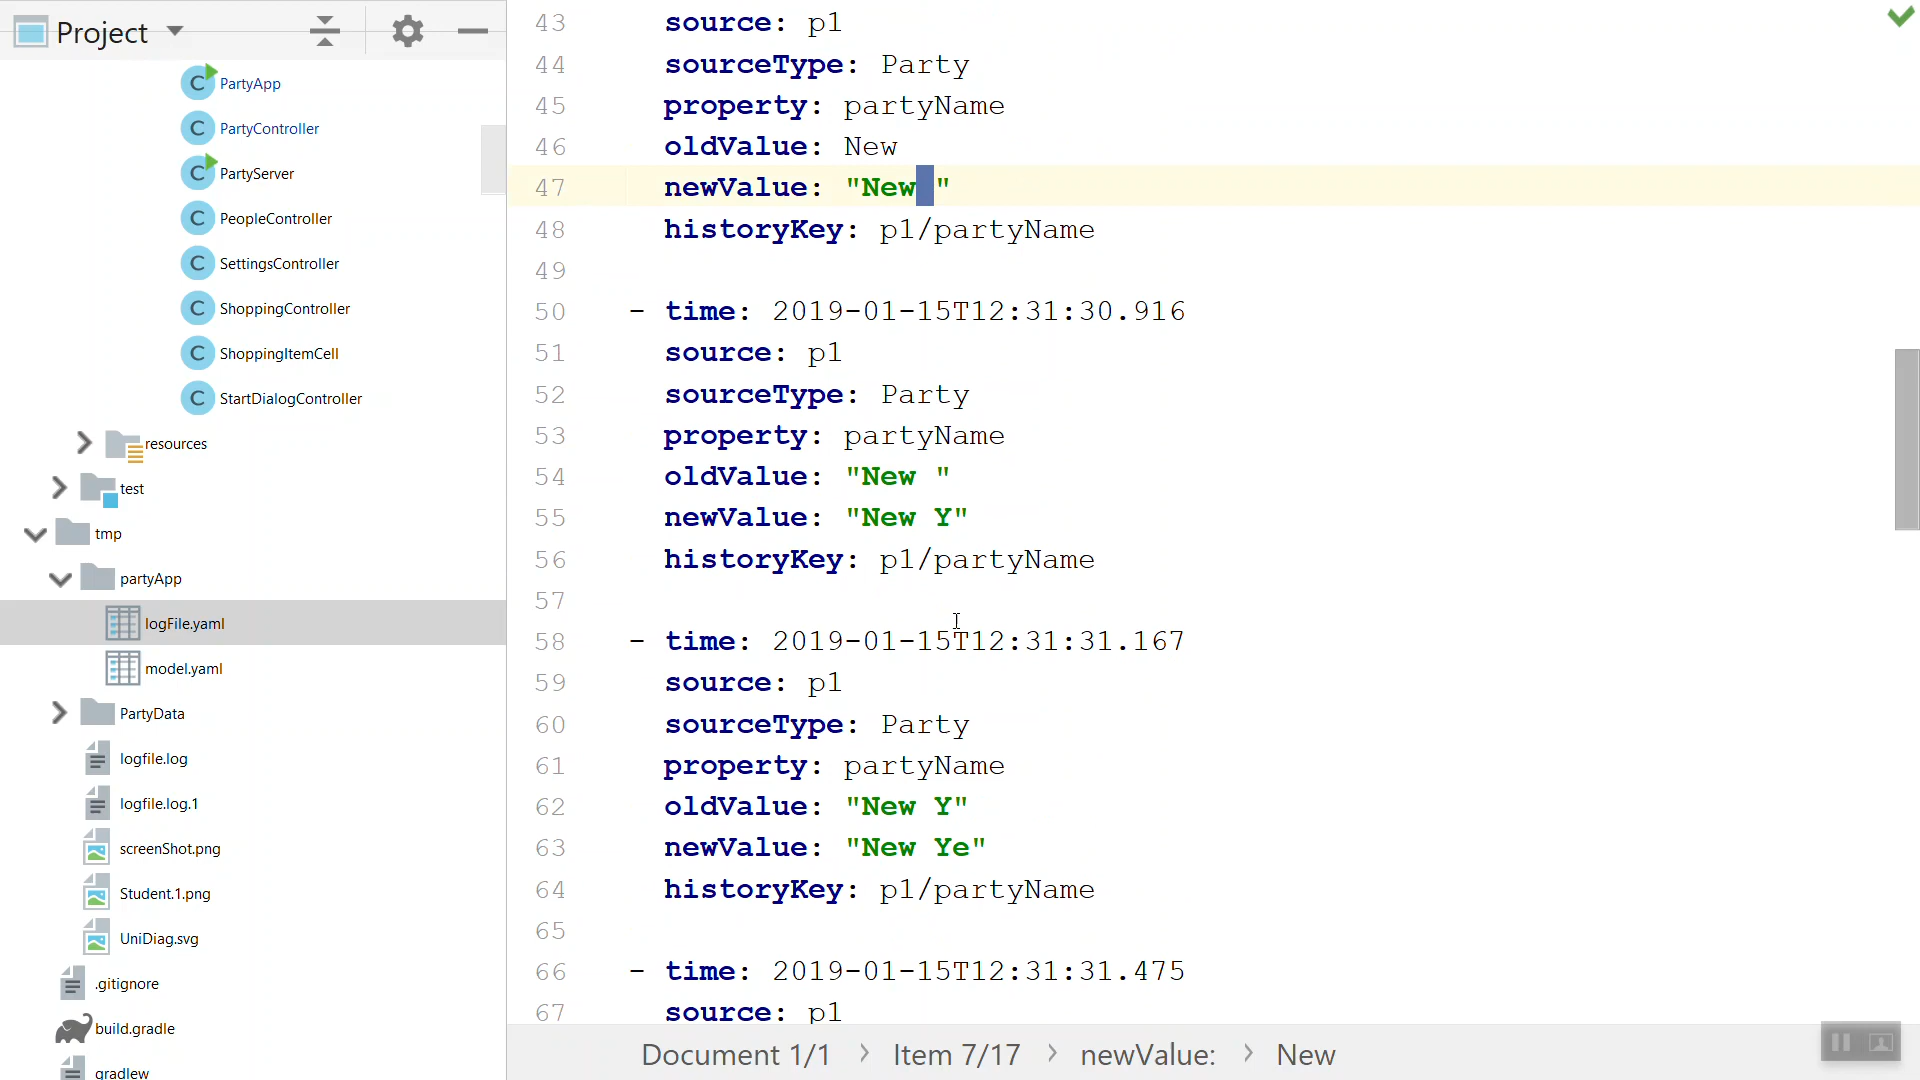 Project
PartyApp
PartyController
PartyServer
PeopleController
SettingsController
ShoppingController
ShoppingItemCell
StartDialogController
resources
test
tmp
partyApp
logFile.yaml
model.yaml
PartyData
logfile.log
logfile.log.1
screenShot.png
Student.1.png
UniDiag.svg
.gitignore
build.gradle
gradlew
43 source: p1
44 sourceType: Party
45 property: partyName
46 oldValue: New
47 newValue: "New "
48 historyKey: p1/partyName
49
50 - time: 2019-01-15T12:31:30.916
51 source: p1
52 sourceType: Party
53 property: partyName
54 oldValue: "New "
55 newValue: "New Y"
56 historyKey: p1/partyName
57
58 - time: 2019-01-15T12:31:31.167
59 source: p1
60 sourceType: Party
61 property: partyName
62 oldValue: "New Y"
63 newValue: "New Ye"
64 historyKey: p1/partyName
65
66 - time: 2019-01-15T12:31:31.475
67 source: p1
Document 1/1 > Item 7/17 > newValue: > New